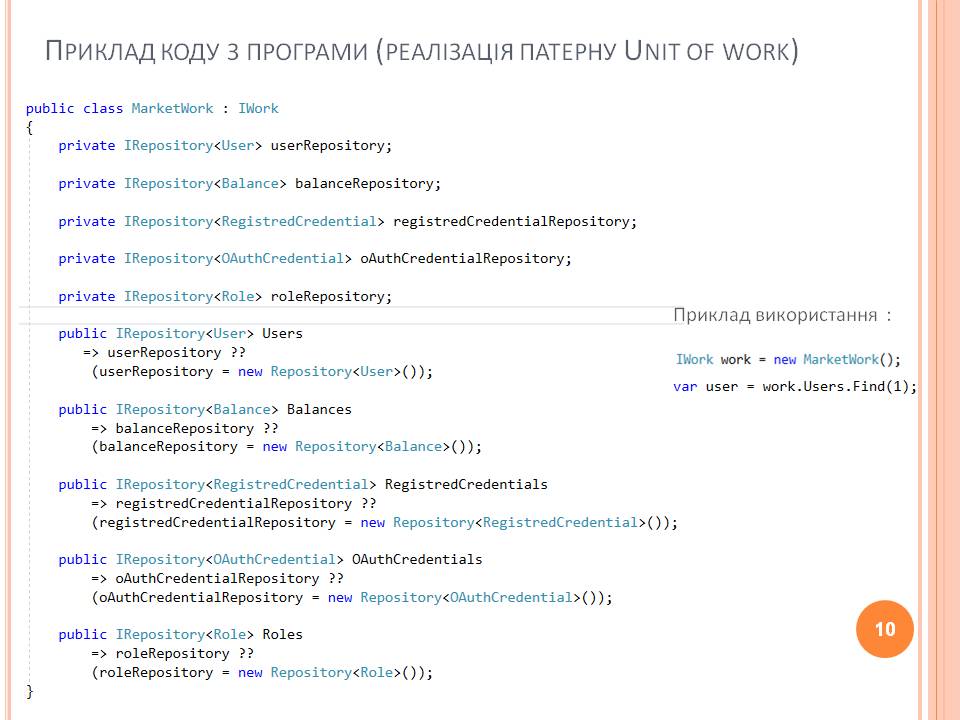 Приклад коду з програми (реалізація патерну Unit of work)
public class MarketWork : IWork
{
private IRepository<User> userRepository;
private IRepository<Balance> balanceRepository;
private IRepository<RegistredCredential> registredCredentialRepository;
private IRepository<OAuthCredential> oAuthCredentialRepository;
private IRepository<Role> roleRepository;
public IRepository<User> Users
=> userRepository ??
(userRepository = new Repository<User>());
public IRepository<Balance> Balances
=> balanceRepository ??
(balanceRepository = new Repository<Balance>());
public IRepository<RegistredCredential> RegistredCredentials
=> registredCredentialRepository ??
(registredCredentialRepository = new Repository<RegistredCredential>());
public IRepository<OAuthCredential> OAuthCredentials
=> oAuthCredentialRepository ??
(oAuthCredentialRepository = new Repository<OAuthCredential>());
public IRepository<Role> Roles
=> roleRepository ??
(roleRepository = new Repository<Role>());
}
Приклад використання :
IWork work = new MarketWork();
var user = work.Users.Find(1);
10